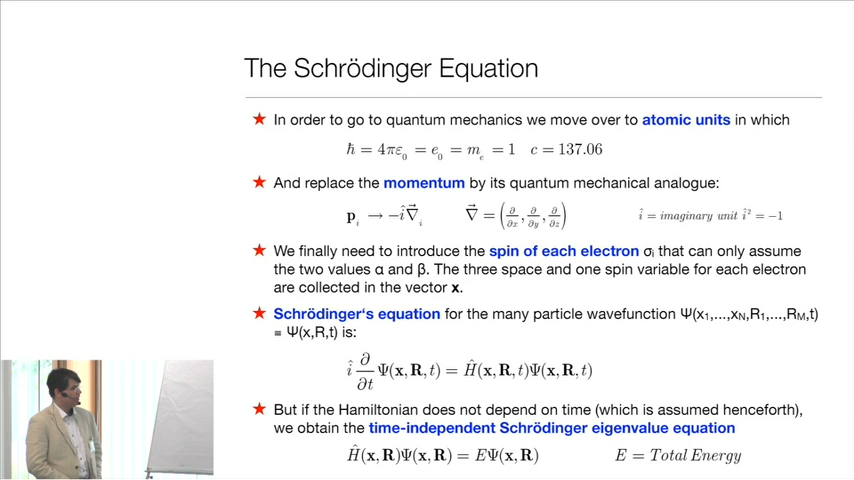 The Schrödinger Equation
★ In order to go to quantum mechanics we move over to atomic units in which
ℏ = 4πε₀ = e₀ = mₑ = 1 c = 137.06
★ And replace the momentum by its quantum mechanical analogue:
pᵢ → −î∇⃗ᵢ ∇⃗ = (∂/∂x, ∂/∂y, ∂/∂z) î = imaginary unit î² = −1
★ We finally need to introduce the spin of each electron σᵢ that can only assume
the two values α and β. The three space and one spin variable for each electron
are collected in the vector x.
★ Schrödinger‘s equation for the many particle wavefunction Ψ(x₁,...,x_N,R₁,...,R_M,t)
= Ψ(x,R,t) is:
î ∂/∂t Ψ(x, R, t) = Ĥ(x, R, t)Ψ(x, R, t)
★ But if the Hamiltonian does not depend on time (which is assumed henceforth),
we obtain the time-independent Schrödinger eigenvalue equation
Ĥ(x, R)Ψ(x, R) = EΨ(x, R) E = Total Energy